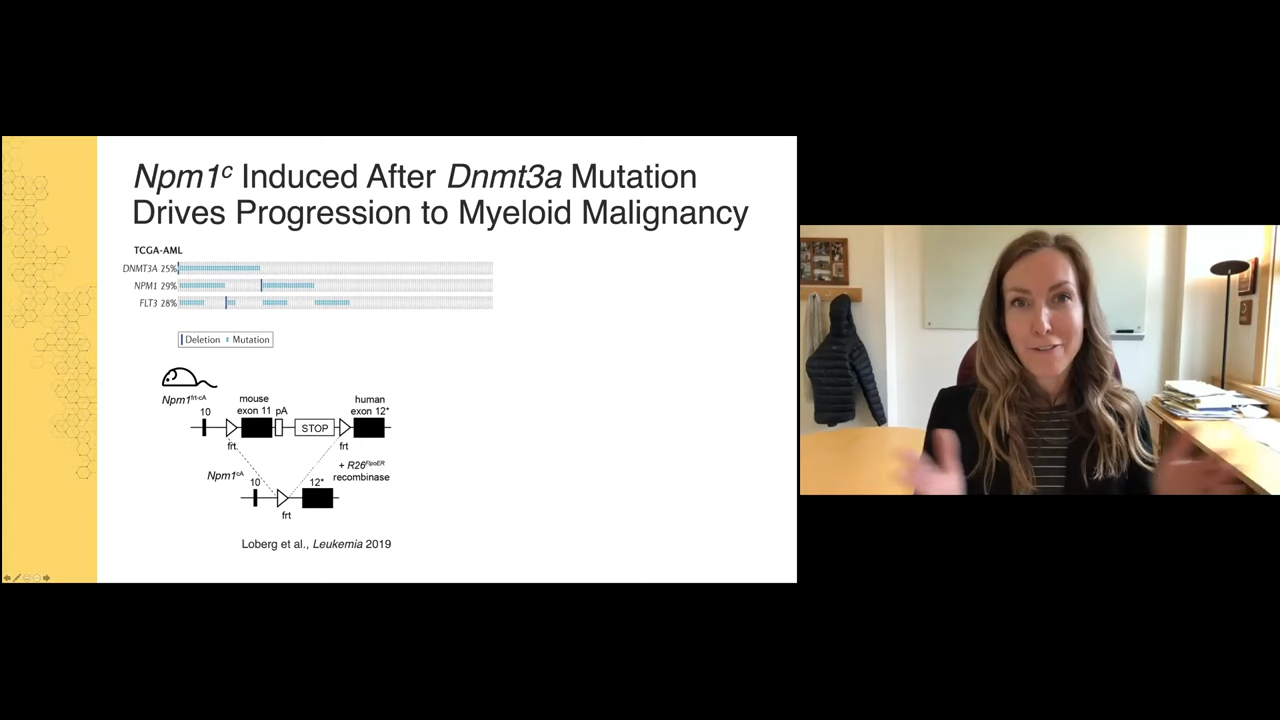 Npm1ᶜ Induced After Dnmt3a Mutation
Drives Progression to Myeloid Malignancy
TCGA-AML
DNMT3A 25%
NPM1 29%
FLT3 28%
Deletion Mutation
Npm1ᶠʳᵗ⁻ᶜᴬ
10
mouse
exon 11
pA
STOP
human
exon 12*
frt
frt
Npm1ᶜᴬ
+ R26ᶠˡᵖᵒᴱᴿ
recombinase
10
12*
frt
Loberg et al., Leukemia 2019